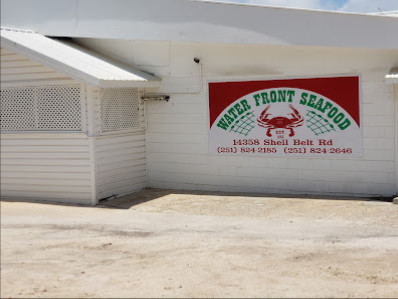 WATER FRONT SEAFOOD
14358 Shell Belt Rd
(251) 824-2185 (251) 824-2646